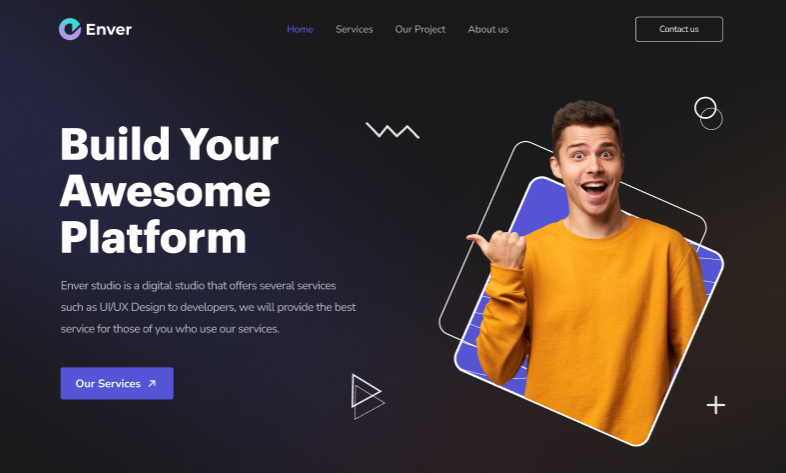 Enver
Home
Services
Our Project
About us
Contact us
Build Your
Awesome
Platform
Enver studio is a digital studio that offers several services
such as UI/UX Design to developers, we will provide the best
service for those of you who use our services.
Our Services